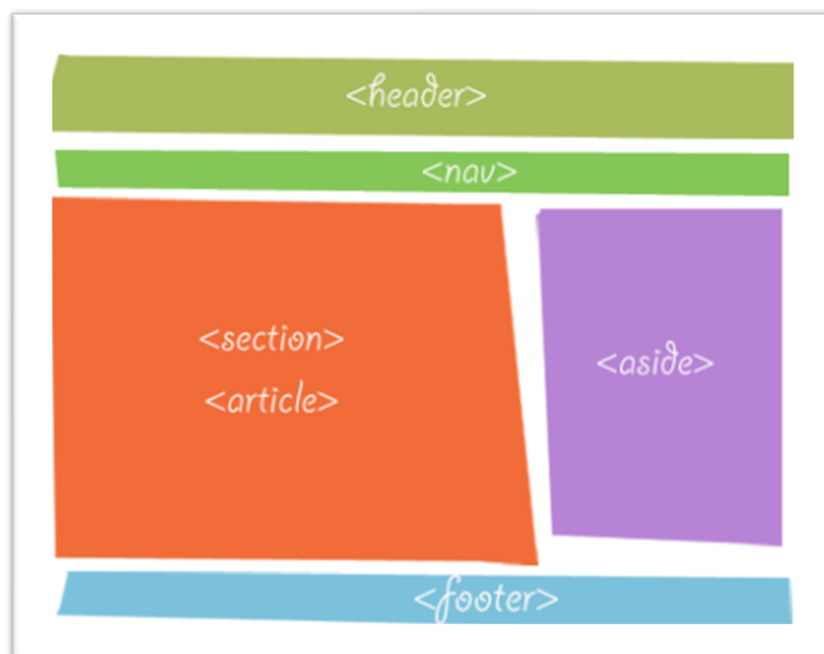 <header>
<nav>
<section>
<article>
<aside>
<footer>